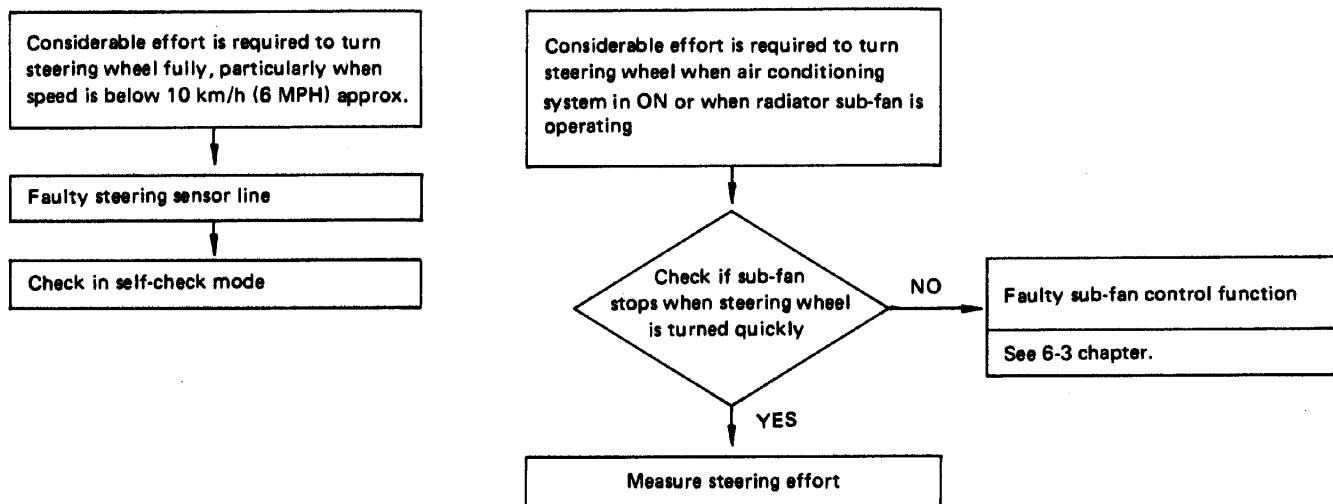 Considerable effort is required to turn
steering wheel fully, particularly when
speed is below 10 km/h (6 MPH) approx.
Faulty steering sensor line
Check in self-check mode
Considerable effort is required to turn
steering wheel when air conditioning
system in ON or when radiator sub-fan is
operating
Check if sub-fan
stops when steering wheel
is turned quickly
NO
Faulty sub-fan control function
See 6-3 chapter.
YES
Measure steering effort